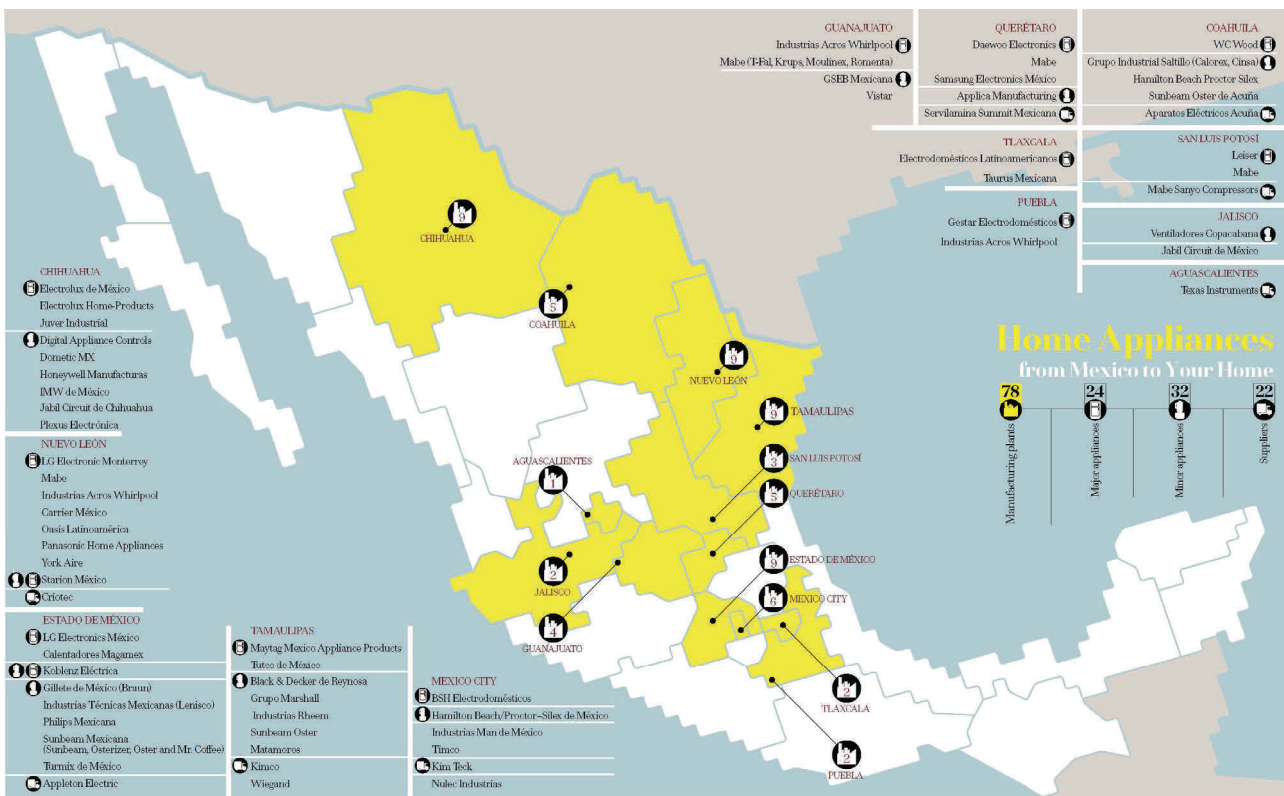 GUANAJUATO
Industrias Acros Whirlpool
Mabe (T-Fal, Krups, Moulinex, Romenta)
GSEB Mexicana
Vistar
QUERÉTARO
Daewoo Electronics
Mabe
Samsung Electronics México
Applica Manufacturing
Servilamina Summit Mexicana
COAHUILA
WC Wood
Grupo Industrial Saltillo (Calorex, Cinsa)
Hamilton Beach Proctor Silex
Sunbeam Oster de Acuña
Aparatos Eléctricos Acuña
TLAXCALA
Electrodomésticos Latinoamericanos
Taurus Mexicana
SAN LUIS POTOSÍ
Leiser
Mabe
Mabe Sanyo Compressors
PUEBLA
Gestar Electrodomésticos
Industrias Acros Whirlpool
JALISCO
Ventiladores Copacabana
Jabil Circuit de México
AGUASCALIENTES
Texas Instruments
Home Appliances
from Mexico to Your Home
78
24
32
22
Manufacturing plants
Major appliances
Minor appliances
Suppliers
9
CHIHUAHUA
5
COAHUILA
9
NUEVO LEÓN
9
TAMAULIPAS
3
SAN LUIS POTOSÍ
5
QUERÉTARO
AGUASCALIENTES
1
2
JALISCO
4
GUANAJUATO
9
ESTADO DE MÉXICO
6
MEXICO CITY
2
TLAXCALA
2
PUEBLA
CHIHUAHUA
Electrolux de México
Electrolux Home-Products
Juver Industrial
Digital Appliance Controls
Dometic MX
Honeywell Manufacturas
IMW de México
Jabil Circuit de Chihuahua
Plexus Electrónica
NUEVO LEÓN
LG Electronic Monterrey
Mabe
Industrias Acros Whirlpool
Carrier México
Oasis Latinoamérica
Panasonic Home Appliances
York Aire
Starion México
Criotec
ESTADO DE MÉXICO
LG Electronics México
Calentadores Magamex
Koblenz Eléctrica
Gillete de México (Braun)
Industrias Técnicas Mexicanas (Lenisco)
Philips Mexicana
Sunbeam Mexicana
(Sunbeam, Osterizer, Oster and Mr. Coffee)
Turmix de México
Appleton Electric
TAMAULIPAS
Maytag Mexico Appliance Products
Tutco de México
Black & Decker de Reynosa
Grupo Marshall
Industrias Rheem
Sunbeam Oster
Matamoros
Kimco
Wiegand
MEXICO CITY
BSH Electrodomésticos
Hamilton Beach/Proctor–Silex de México
Industrias Man de México
Timco
Kim Teck
Nulec Industrias